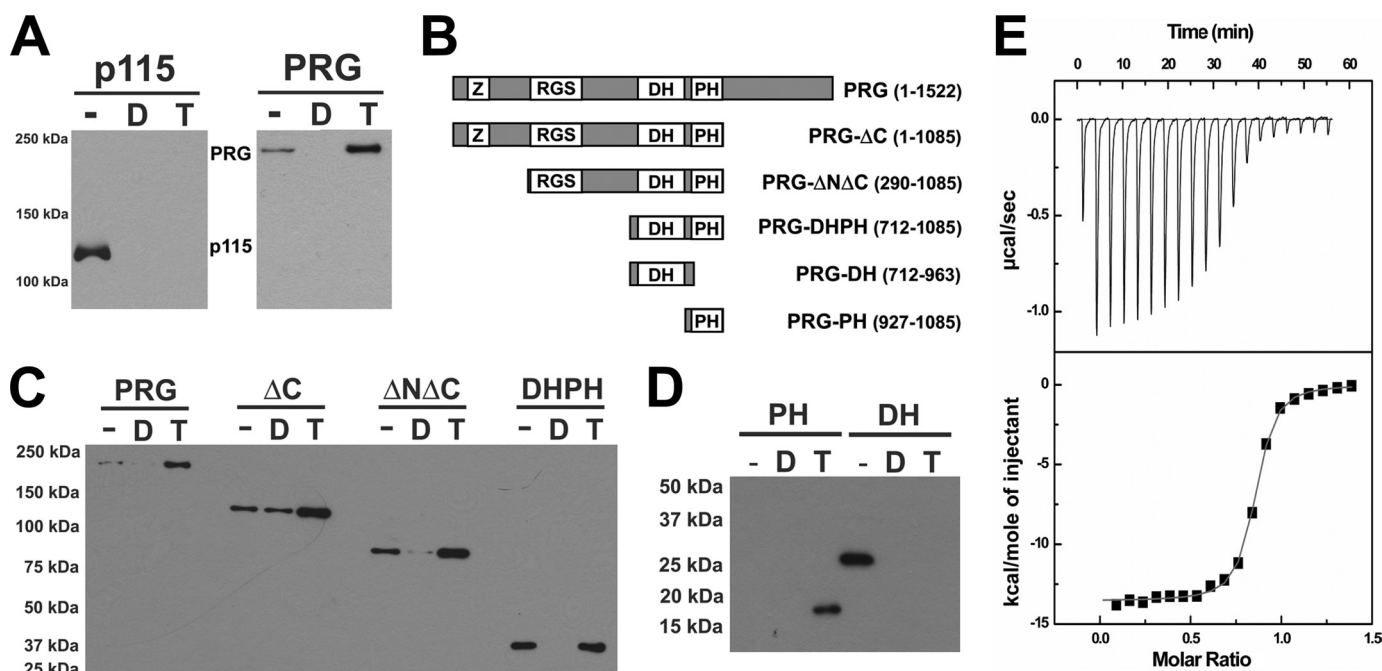 A
p115
- D T
PRG
- D T
250 kDa
150 kDa
100 kDa
PRG
p115
B
Z RGS DH PH PRG (1-1522)
Z RGS DH PH PRG-ΔC (1-1085)
RGS DH PH PRG-ΔNΔC (290-1085)
DH PH PRG-DHPH (712-1085)
DH PRG-DH (712-963)
PH PRG-PH (927-1085)
C
PRG ΔC ΔNΔC DHPH
- D T - D T - D T - D T
250 kDa
150 kDa
100 kDa
75 kDa
50 kDa
37 kDa
25 kDa
D
PH DH
- D T - D T
50 kDa
37 kDa
25 kDa
20 kDa
15 kDa
E
Time (min)
0 10 20 30 40 50 60
0.0
-0.5
-1.0
µcal/sec
0
-5
-10
-15
kcal/mole of injectant
0.0 0.5 1.0 1.5
Molar Ratio